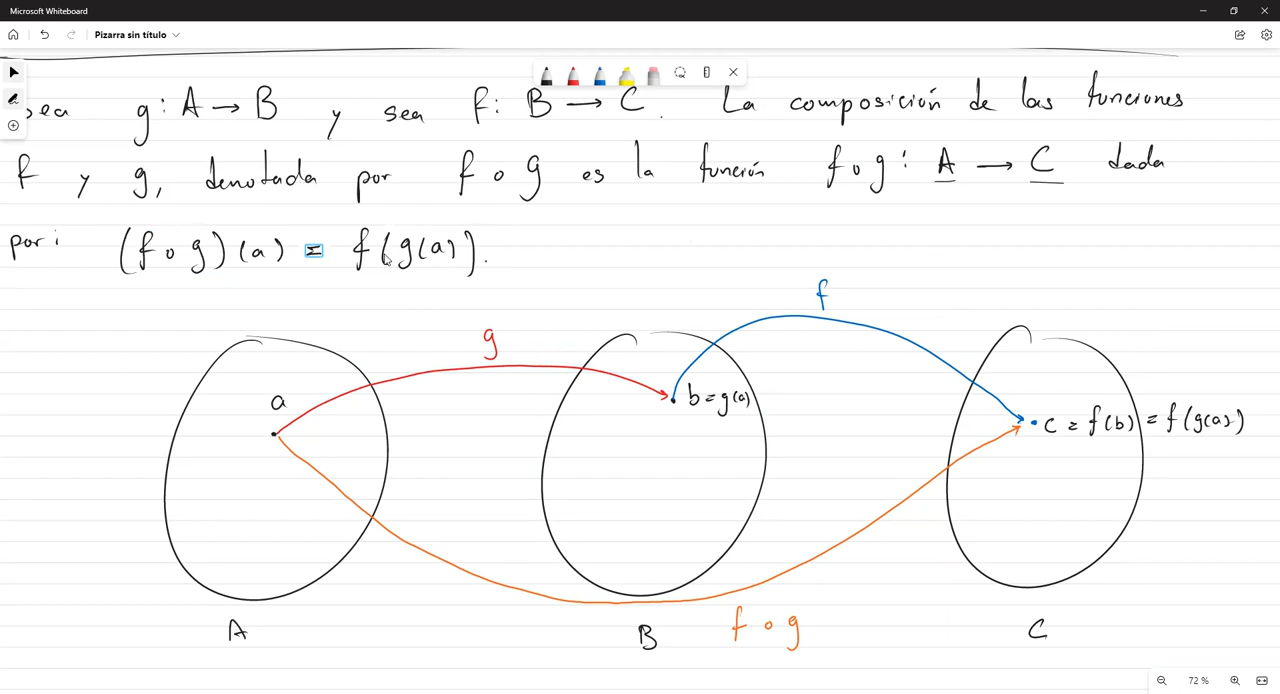 Microsoft Whiteboard
Pizarra sin título
Sea g: A → B y sea f: B → C. La composición de las funciones
f y g, denotada por f o g es la función f o g: A → C dada
por: (f o g)(a) = f(g(a)).
f
g
a
b = g(a)
c = f(b) = f(g(a))
f o g
A
B
C
72 %